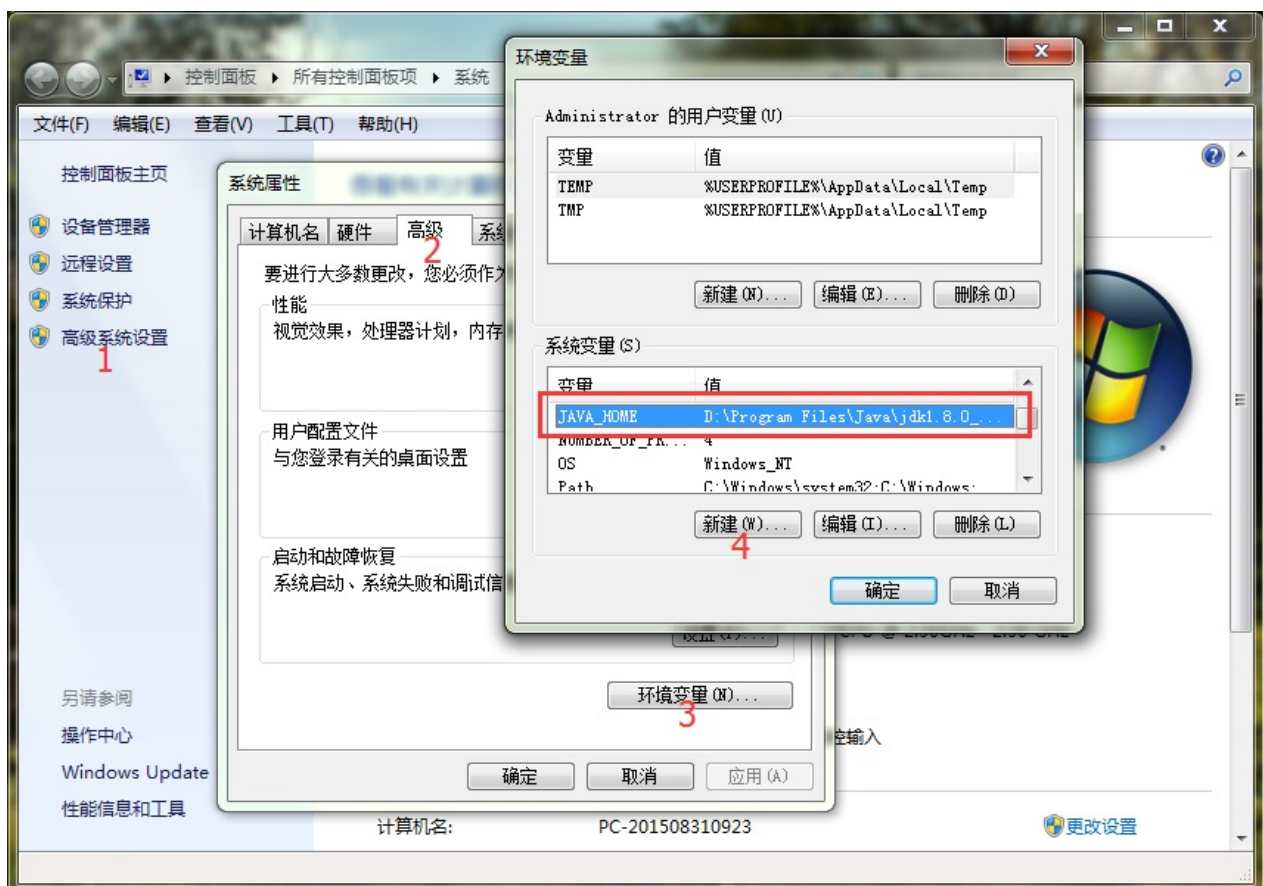 控制面板 ▸ 所有控制面板项 ▸ 系统
文件(F) 编辑(E) 查看(V) 工具(T) 帮助(H)
控制面板主页
设备管理器
远程设置
系统保护
高级系统设置
1
另请参阅
操作中心
Windows Update
性能信息和工具
系统属性
计算机名 硬件 高级
2
要进行大多数更改，您必须作
性能
视觉效果，处理器计划，内存
用户配置文件
与您登录有关的桌面设置
启动和故障恢复
系统启动、系统失败和调试信
环境变量(N)...
3
确定 取消 应用(A)
环境变量
Administrator 的用户变量(U)
变量 值
TEMP %USERPROFILE%\AppData\Local\Temp
TMP %USERPROFILE%\AppData\Local\Temp
新建(N)... 编辑(E)... 删除(D)
系统变量(S)
变量 值
JAVA_HOME D:\Program Files\Java\jdk1.8.0_...
NUMBER_OF_PR... 4
OS Windows_NT
Path C:\Windows\system32;C:\Windows;
新建(W)... 编辑(I)... 删除(L)
4
确定 取消
控输入
计算机名: PC-201508310923
更改设置